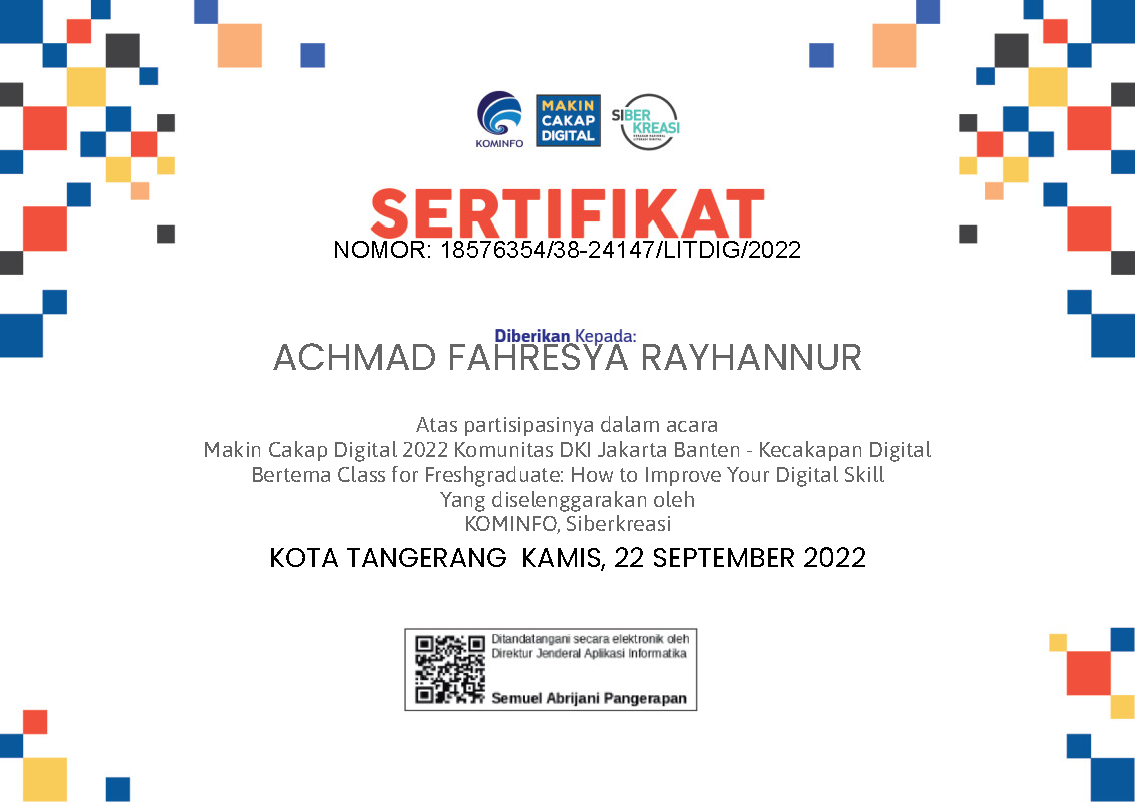 KOMINFO
MAKIN
CAKAP
DIGITAL
SIBER
KREASI
SERTIFIKAT
NOMOR: 18576354/38-24147/LITDIG/2022
Diberikan Kepada:
ACHMAD FAHRESYA RAYHANNUR
Atas partisipasinya dalam acara
Makin Cakap Digital 2022 Komunitas DKI Jakarta Banten - Kecakapan Digital
Bertema Class for Freshgraduate: How to Improve Your Digital Skill
Yang diselenggarakan oleh
KOMINFO, Siberkreasi
KOTA TANGERANG KAMIS, 22 SEPTEMBER 2022
Ditandatangani secara elektronik oleh
Direktur Jenderal Aplikasi Informatika
Semuel Abrijani Pangerapan